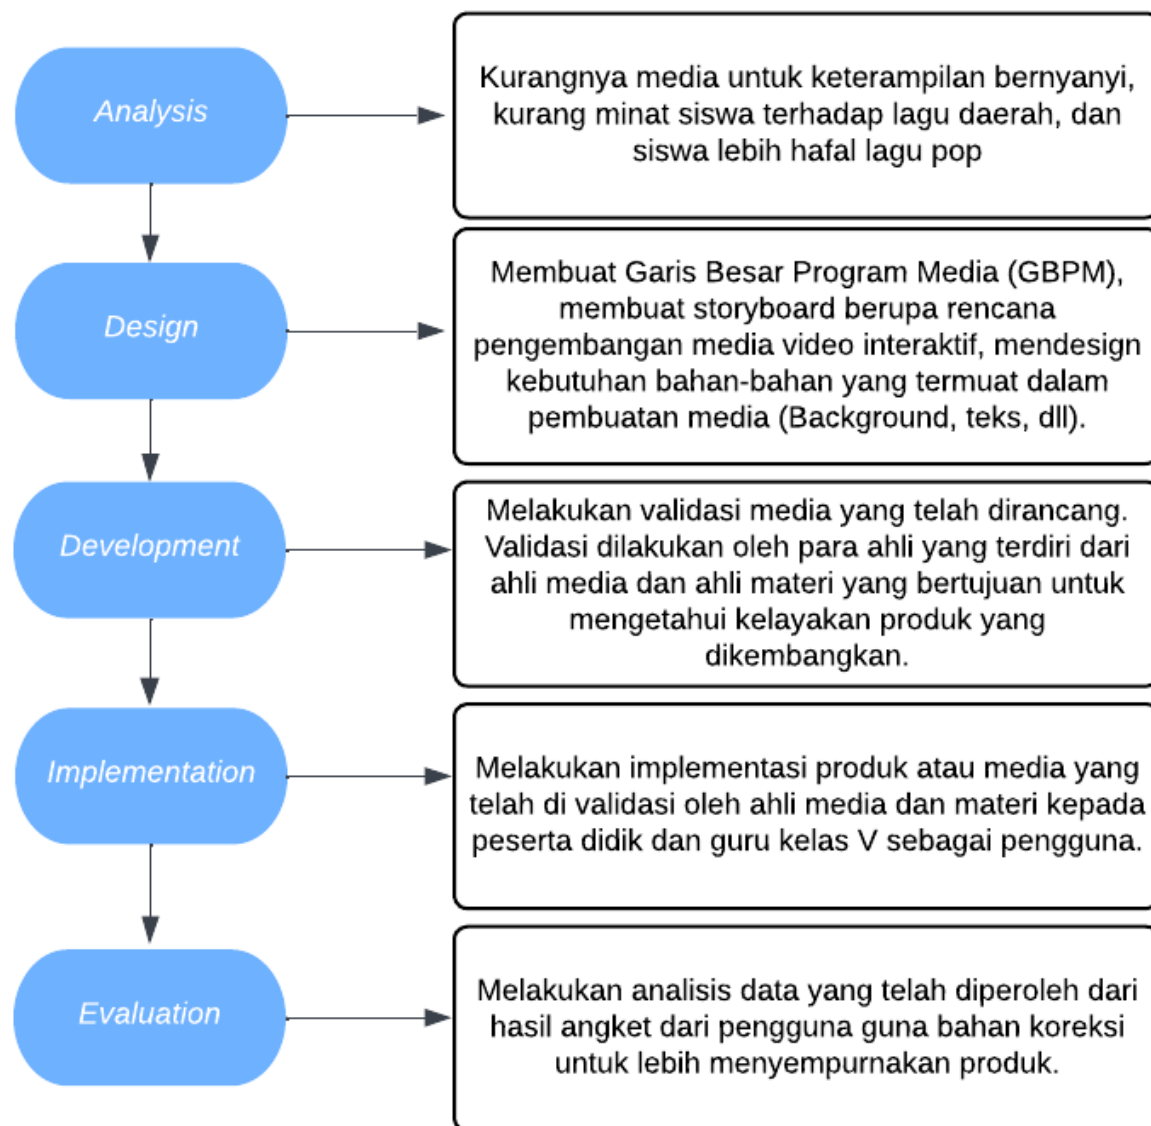 Analysis
Kurangnya media untuk keterampilan bernyanyi,
kurang minat siswa terhadap lagu daerah, dan
siswa lebih hafal lagu pop
Design
Membuat Garis Besar Program Media (GBPM),
membuat storyboard berupa rencana
pengembangan media video interaktif, mendesign
kebutuhan bahan-bahan yang termuat dalam
pembuatan media (Background, teks, dll).
Development
Melakukan validasi media yang telah dirancang.
Validasi dilakukan oleh para ahli yang terdiri dari
ahli media dan ahli materi yang bertujuan untuk
mengetahui kelayakan produk yang
dikembangkan.
Implementation
Melakukan implementasi produk atau media yang
telah di validasi oleh ahli media dan materi kepada
peserta didik dan guru kelas V sebagai pengguna.
Evaluation
Melakukan analisis data yang telah diperoleh dari
hasil angket dari pengguna guna bahan koreksi
untuk lebih menyempurnakan produk.